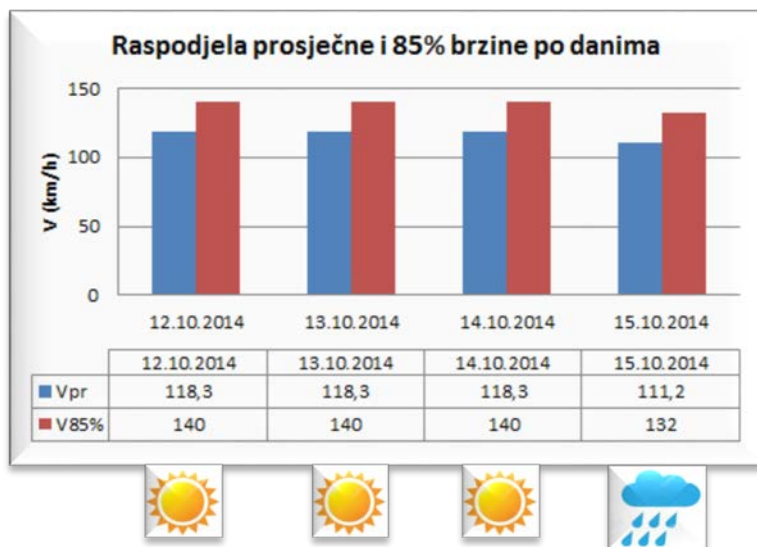 Raspodjela prosječne i 85% brzine po danima
V (km/h)
150
100
50
0
12.10.2014 13.10.2014 14.10.2014 15.10.2014
12.10.2014 13.10.2014 14.10.2014 15.10.2014
Vpr 118,3 118,3 118,3 111,2
V85% 140 140 140 132